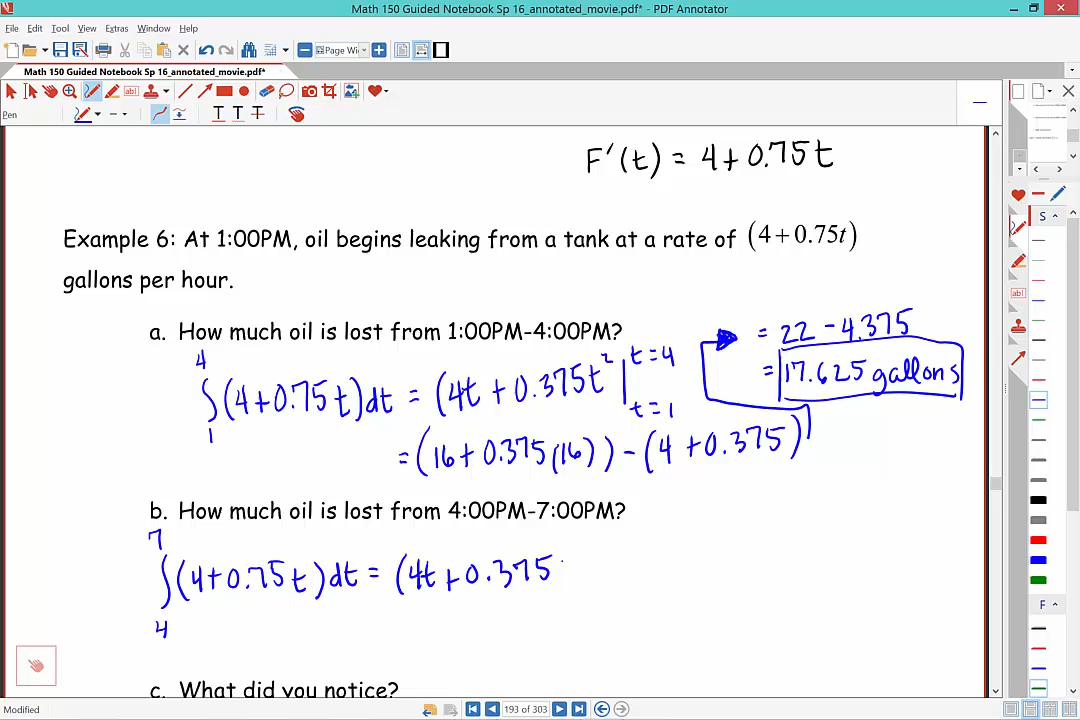 Math 150 Guided Notebook Sp 16_annotated_movie.pdf* - PDF Annotator
File Edit Tool View Extras Window Help
Page Wi
Math 150 Guided Notebook Sp 16_annotated_movie.pdf*
Pen
F'(t) = 4 + 0.75t
Example 6: At 1:00PM, oil begins leaking from a tank at a rate of (4 + 0.75t)
gallons per hour.
a. How much oil is lost from 1:00PM-4:00PM?
= 22 - 4.375
∫₁⁴ (4 + 0.75t) dt = (4t + 0.375t² |ₜ₌₁ᵗ⁼⁴
= 17.625 gallons
= (16 + 0.375(16)) - (4 + 0.375)
b. How much oil is lost from 4:00PM-7:00PM?
∫₄⁷ (4 + 0.75t) dt = (4t + 0.375
c. What did you notice?
S
F
Modified
193 of 303